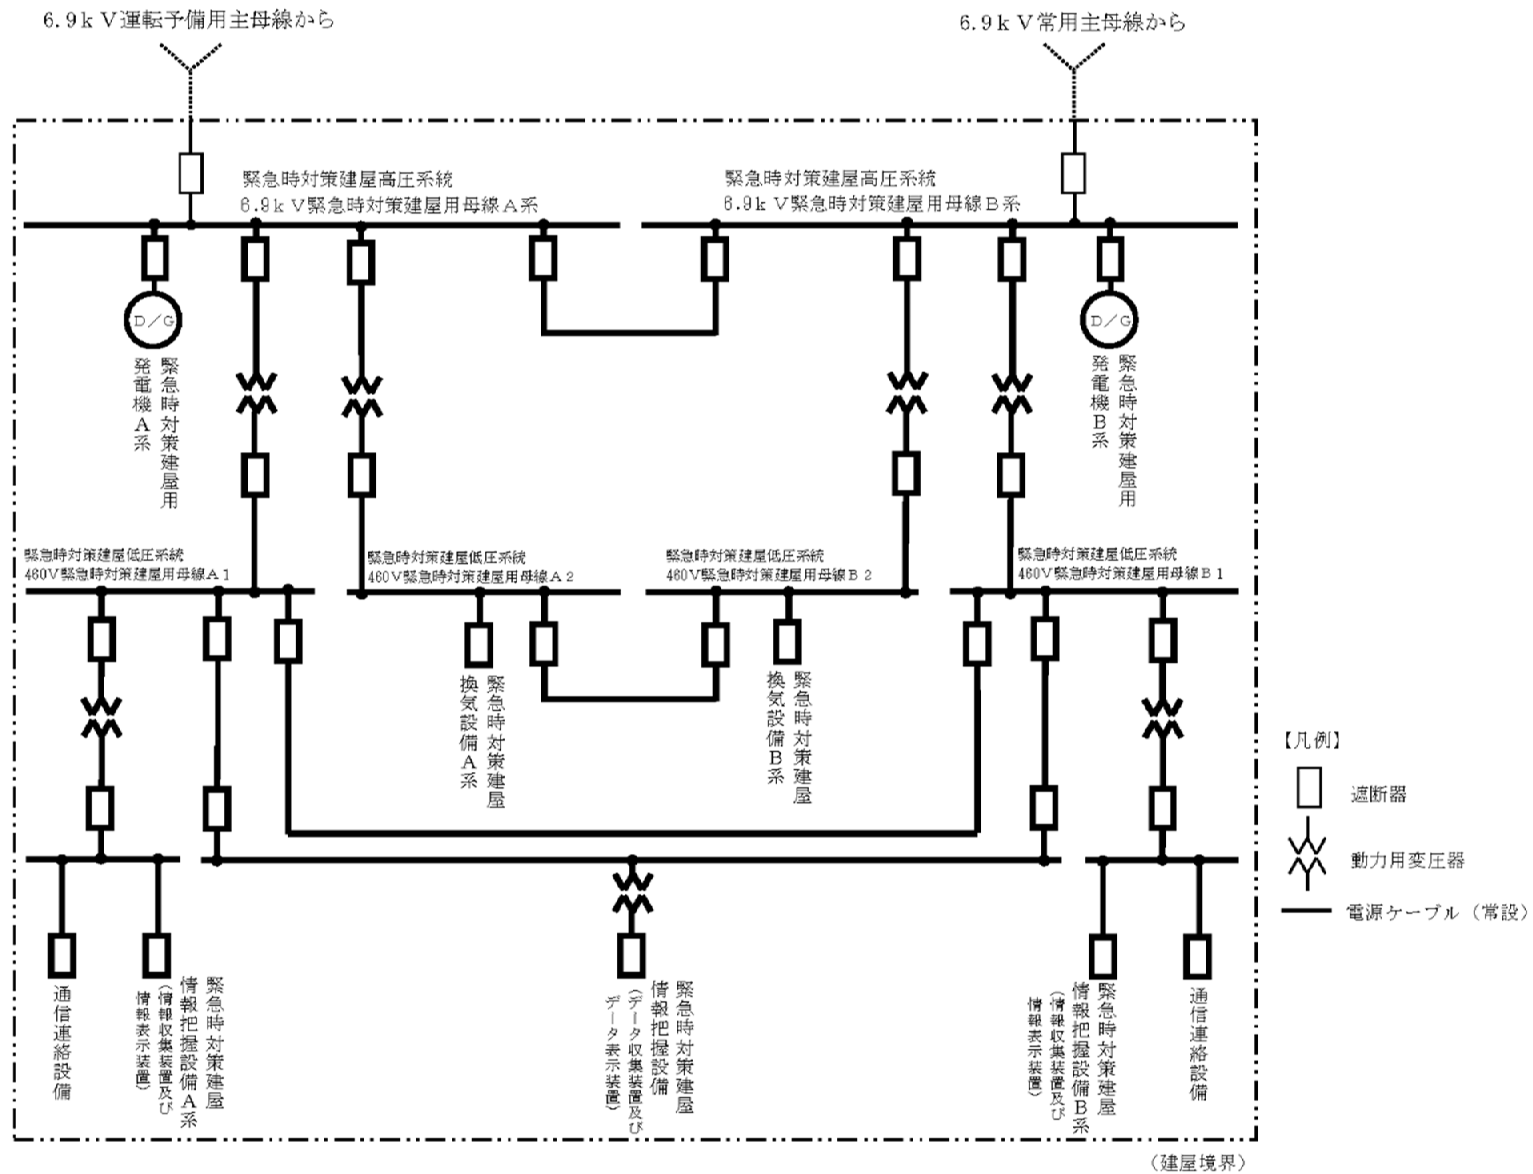 6.9ｋＶ運転予備用主母線から
6.9ｋＶ常用主母線から
緊急時対策建屋高圧系統
6.9ｋＶ緊急時対策建屋用母線Ａ系
緊急時対策建屋高圧系統
6.9ｋＶ緊急時対策建屋用母線Ｂ系
Ｄ／Ｇ
緊急時対策建屋用
発電機Ａ系
Ｄ／Ｇ
緊急時対策建屋用
発電機Ｂ系
緊急時対策建屋低圧系統
460Ｖ緊急時対策建屋用母線Ａ１
緊急時対策建屋低圧系統
460Ｖ緊急時対策建屋用母線Ａ２
緊急時対策建屋低圧系統
460Ｖ緊急時対策建屋用母線Ｂ２
緊急時対策建屋低圧系統
460Ｖ緊急時対策建屋用母線Ｂ１
緊急時対策建屋
換気設備Ａ系
緊急時対策建屋
換気設備Ｂ系
【凡例】
遮断器
動力用変圧器
電源ケーブル（常設）
通信連絡設備
緊急時対策建屋
情報把握設備Ａ系
（情報収集装置及び
情報表示装置）
緊急時対策建屋
情報把握設備
（データ収集装置及び
データ表示装置）
緊急時対策建屋
情報把握設備Ｂ系
（情報収集装置及び
情報表示装置）
通信連絡設備
（建屋境界）